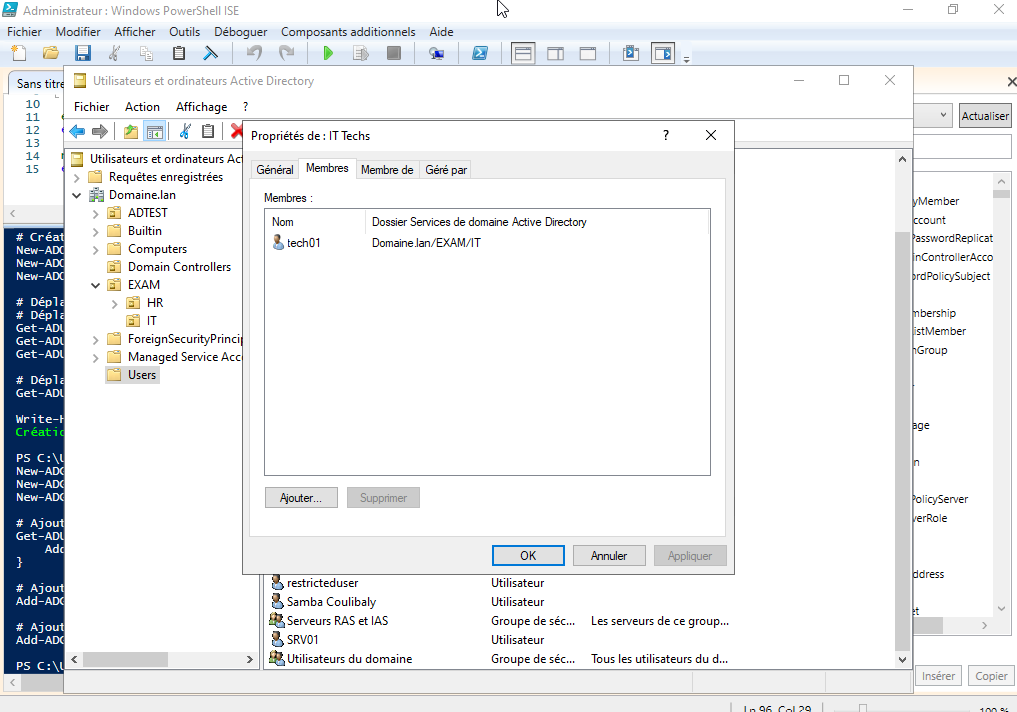 Administrateur : Windows PowerShell ISE
Fichier Modifier Afficher Outils Déboguer Composants additionnels Aide
Sans titre
Utilisateurs et ordinateurs Active Directory
Fichier Action Affichage ?
10
11
12
13
14
15
Actualiser
Utilisateurs et ordinateurs Act
Requêtes enregistrées
Domaine.lan
ADTEST
Builtin
Computers
Domain Controllers
EXAM
HR
IT
ForeignSecurityPrincip
Managed Service Acc
Users
Propriétés de : IT Techs
?
Général Membres Membre de Géré par
Membres :
Nom Dossier Services de domaine Active Directory
tech01 Domaine.lan/EXAM/IT
Ajouter... Supprimer
OK Annuler Appliquer
restricteduser Utilisateur
Samba Coulibaly Utilisateur
Serveurs RAS et IAS Groupe de séc... Les serveurs de ce group...
SRV01 Utilisateur
Utilisateurs du domaine Groupe de séc... Tous les utilisateurs du d...
# Créat
New-ADO
New-ADO
New-ADO
# Dépla
# Dépla
Get-ADU
Get-ADU
Get-ADU
# Dépla
Get-ADU
Write-H
Créatio
PS C:\U
New-ADG
New-ADG
New-ADG
# Ajout
Get-ADU
Add
}
# Ajout
Add-ADG
# Ajout
Add-ADG
PS C:\U
yMember
ccount
PasswordReplicat
inControllerAcco
ordPolicySubject
mbership
istMember
nGroup
age
n
PolicyServer
verRole
ddress
et
Insérer Copier
Ln 96 Col 29 100 %